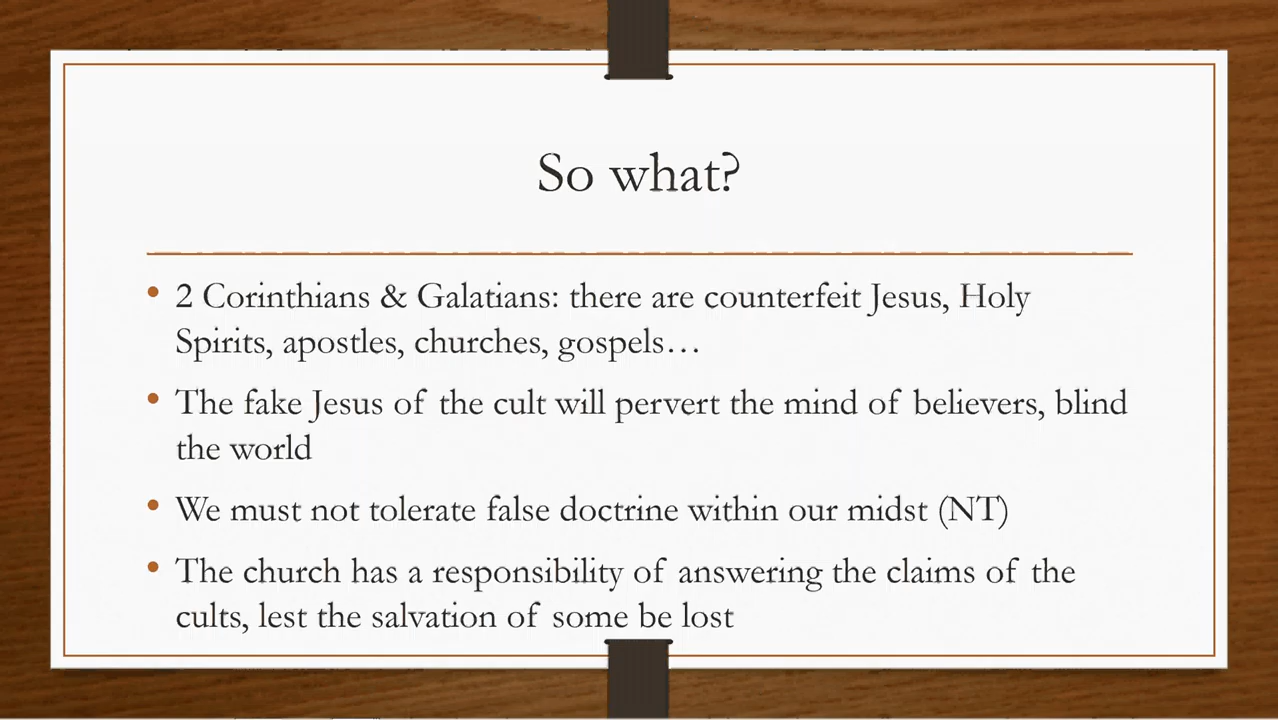 So what?
• 2 Corinthians & Galatians: there are counterfeit Jesus, Holy
Spirits, apostles, churches, gospels…
• The fake Jesus of the cult will pervert the mind of believers, blind
the world
• We must not tolerate false doctrine within our midst (NT)
• The church has a responsibility of answering the claims of the
cults, lest the salvation of some be lost